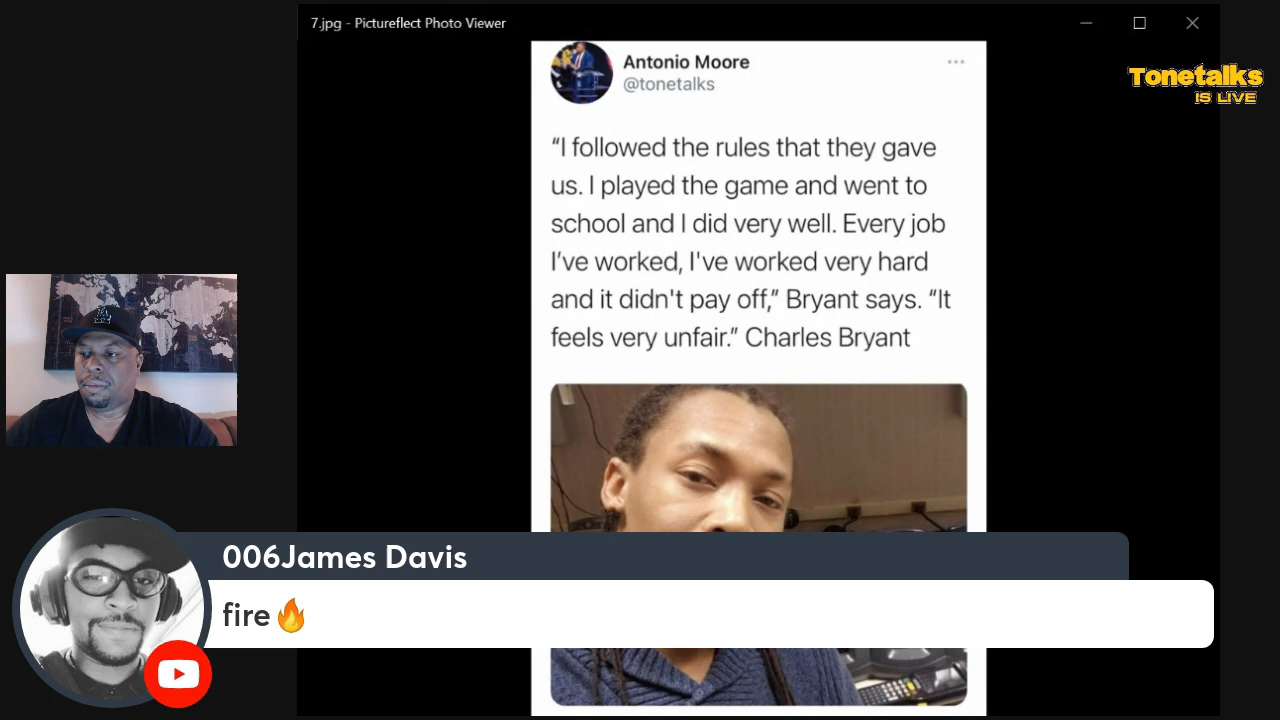 7.jpg - Pictureflect Photo Viewer
Tonetalks
IS LIVE
Antonio Moore
@tonetalks
“I followed the rules that they gave
us. I played the game and went to
school and I did very well. Every job
I’ve worked, I've worked very hard
and it didn't pay off,” Bryant says. “It
feels very unfair.” Charles Bryant
006James Davis
fire🔥